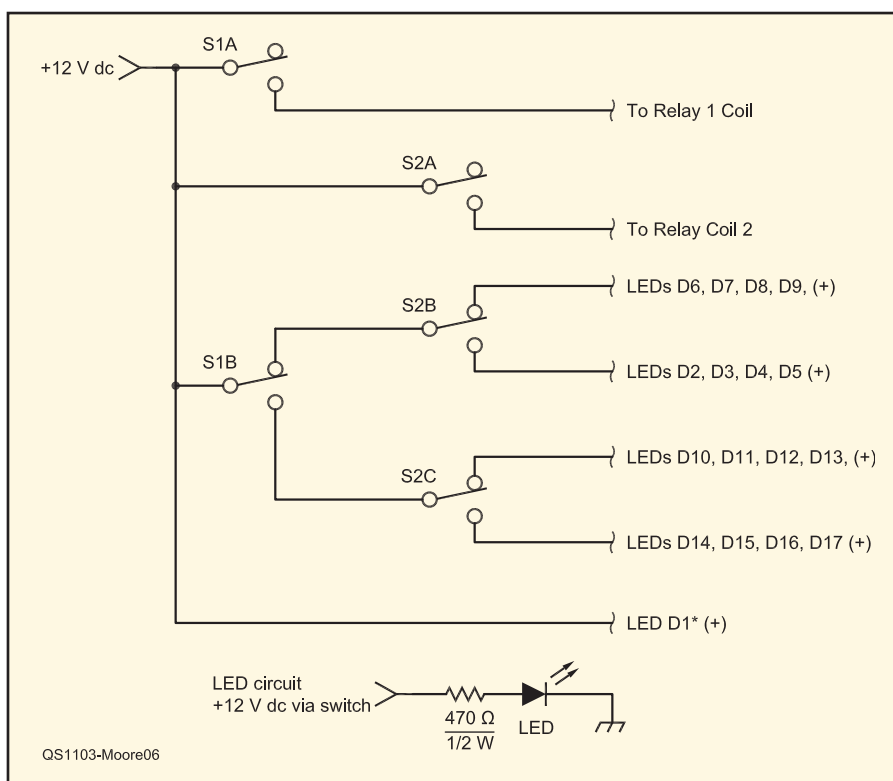 S1A
+12 V dc
To Relay 1 Coil
S2A
To Relay Coil 2
LEDs D6, D7, D8, D9, (+)
S2B
S1B
LEDs D2, D3, D4, D5 (+)
LEDs D10, D11, D12, D13, (+)
S2C
LEDs D14, D15, D16, D17 (+)
LED D1* (+)
LED circuit
+12 V dc via switch
470 Ω
1/2 W
LED
QS1103-Moore06